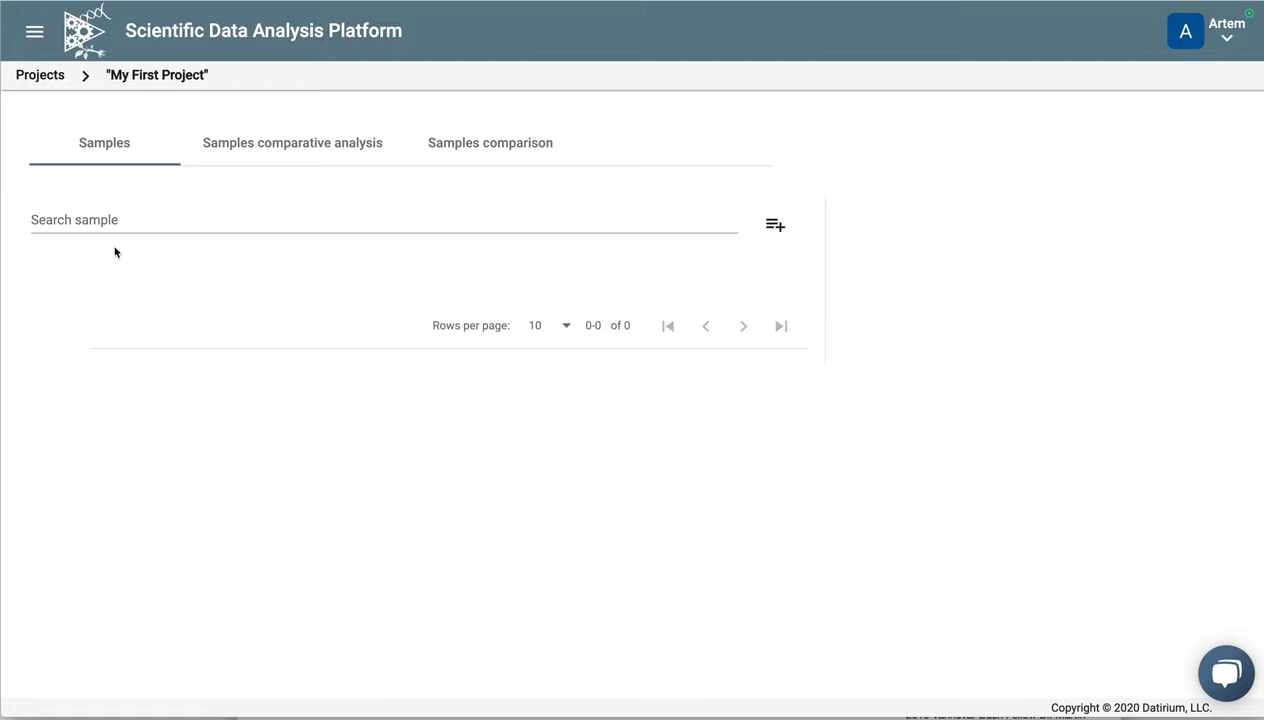 Scientific Data Analysis Platform
A
Artem
Projects
"My First Project"
Samples
Samples comparative analysis
Samples comparison
Search sample
Rows per page:
10
0-0 of 0
Copyright © 2020 Datirium, LLC.